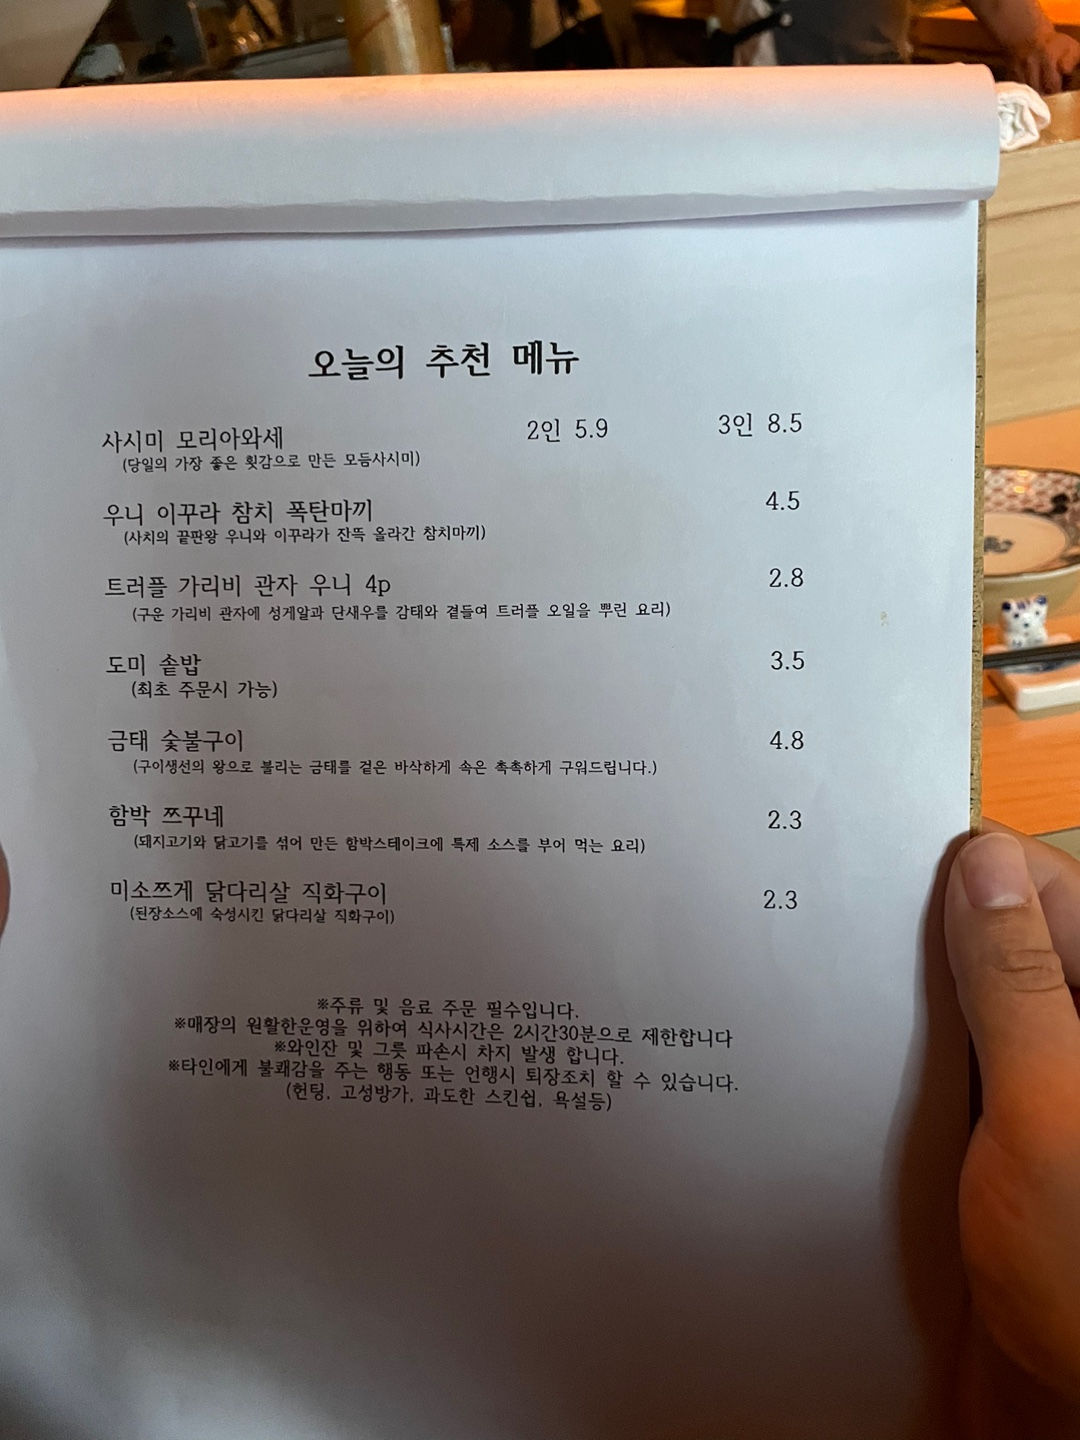 오늘의 추천 메뉴
사시미 모리아와세 2인 5.9 3인 8.5
(당일의 가장 좋은 횟감으로 만든 모듬사시미)
우니 이꾸라 참치 폭탄마끼 4.5
(사치의 끝판왕 우니와 이꾸라가 잔뜩 올라간 참치마끼)
트러플 가리비 관자 우니 4p 2.8
(구운 가리비 관자에 성게알과 단새우를 감태와 곁들여 트러플 오일을 뿌린 요리)
도미 솥밥 3.5
(최초 주문시 가능)
금태 숯불구이 4.8
(구이생선의 왕으로 불리는 금태를 겉은 바삭하게 속은 촉촉하게 구워드립니다.)
함박 쯔꾸네 2.3
(돼지고기와 닭고기를 섞어 만든 함박스테이크에 특제 소스를 부어 먹는 요리)
미소쯔게 닭다리살 직화구이 2.3
(된장소스에 숙성시킨 닭다리살 직화구이)
※주류 및 음료 주문 필수입니다.
※매장의 원활한운영을 위하여 식사시간은 2시간30분으로 제한합니다
※와인잔 및 그릇 파손시 차지 발생 합니다.
※타인에게 불쾌감을 주는 행동 또는 언행시 퇴장조치 할 수 있습니다.
(헌팅, 고성방가, 과도한 스킨쉽, 욕설등)